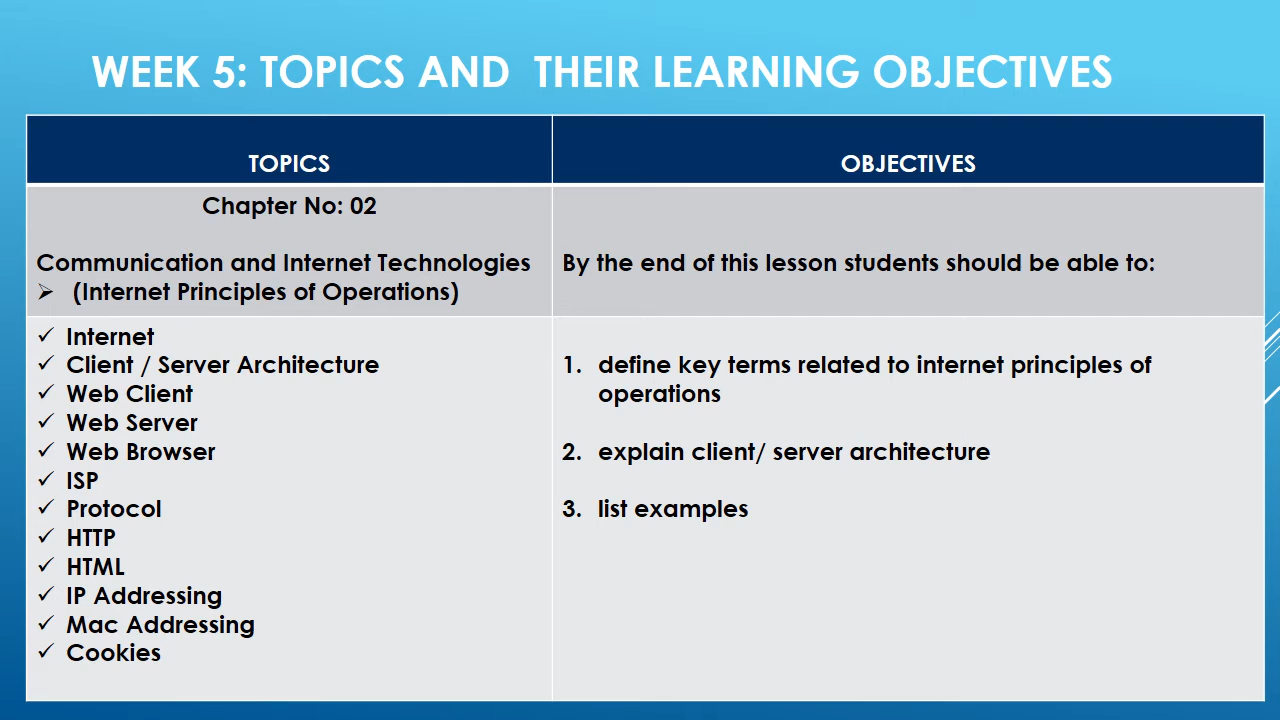 WEEK 5: TOPICS AND THEIR LEARNING OBJECTIVES
TOPICS
OBJECTIVES
Chapter No: 02
Communication and Internet Technologies
➢ (Internet Principles of Operations)
By the end of this lesson students should be able to:
✓ Internet
✓ Client / Server Architecture
✓ Web Client
✓ Web Server
✓ Web Browser
✓ ISP
✓ Protocol
✓ HTTP
✓ HTML
✓ IP Addressing
✓ Mac Addressing
✓ Cookies
1. define key terms related to internet principles of
operations
2. explain client/ server architecture
3. list examples